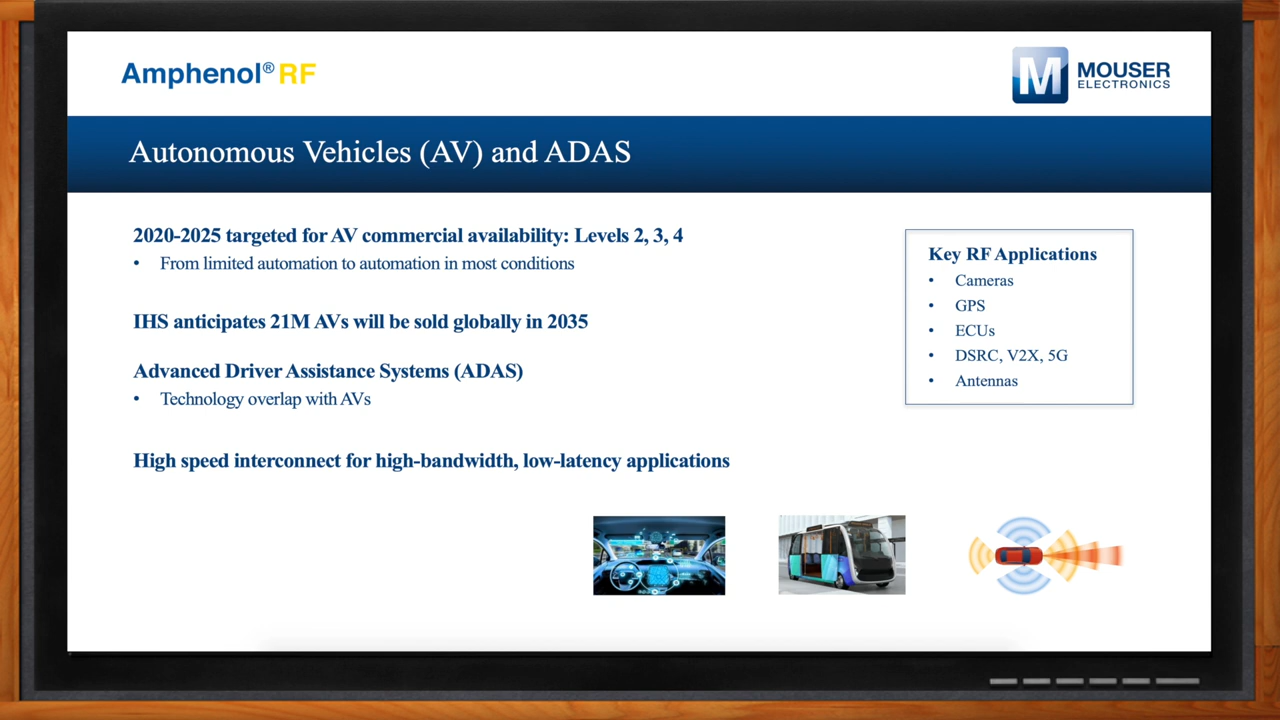 Amphenol® RF
M MOUSER
ELECTRONICS
Autonomous Vehicles (AV) and ADAS
2020-2025 targeted for AV commercial availability: Levels 2, 3, 4
• From limited automation to automation in most conditions
IHS anticipates 21M AVs will be sold globally in 2035
Advanced Driver Assistance Systems (ADAS)
• Technology overlap with AVs
High speed interconnect for high-bandwidth, low-latency applications
Key RF Applications
• Cameras
• GPS
• ECUs
• DSRC, V2X, 5G
• Antennas